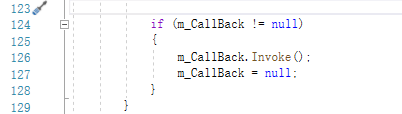 123
124 if (m_CallBack != null)
125 {
126 m_CallBack.Invoke();
127 m_CallBack = null;
128 }
129 }